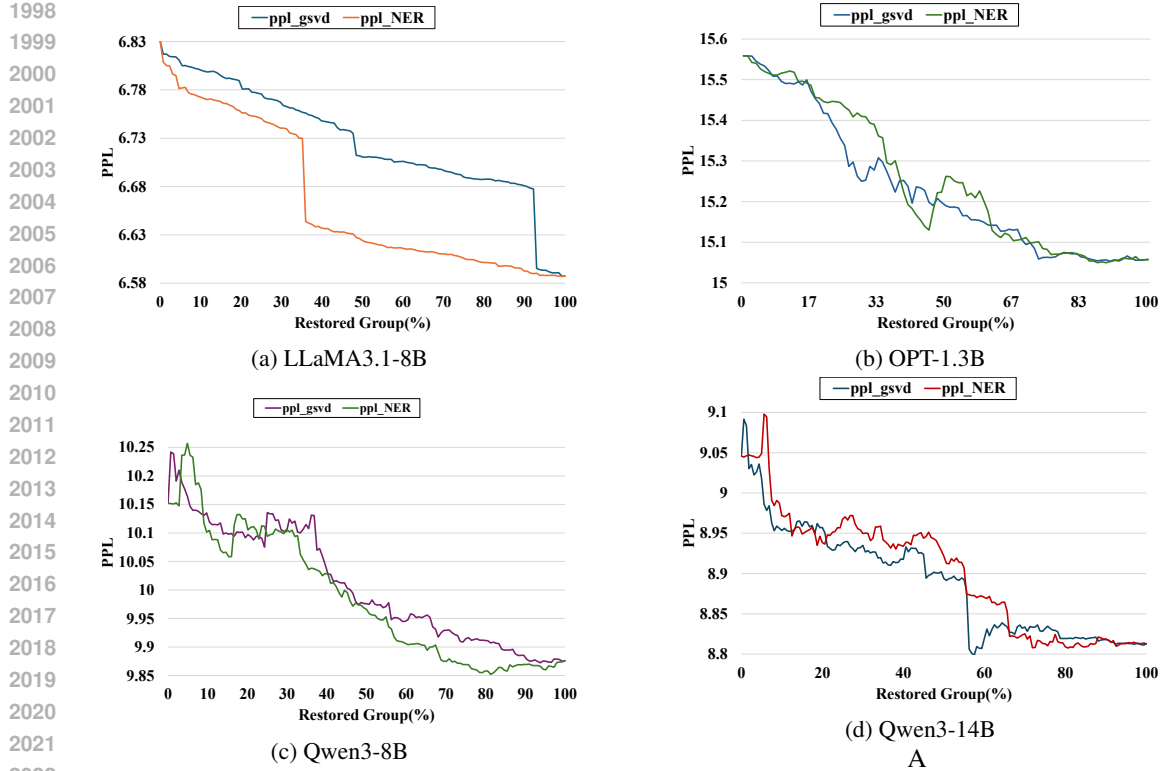 1998
1999
2000
2001
2002
2003
2004
2005
2006
2007
2008
2009
2010
2011
2012
2013
2014
2015
2016
2017
2018
2019
2020
2021
ppl_gsvd ppl_NER
PPL
6.83
6.78
6.73
6.68
6.63
6.58
0 10 20 30 40 50 60 70 80 90 100
Restored Group(%)
(a) LLaMA3.1-8B
ppl_gsvd ppl_NER
PPL
15.6
15.5
15.4
15.3
15.2
15.1
15
0 17 33 50 67 83 100
Restored Group(%)
(b) OPT-1.3B
ppl_gsvd ppl_NER
PPL
10.25
10.2
10.15
10.1
10.05
10
9.95
9.9
9.85
0 10 20 30 40 50 60 70 80 90 100
Restored Group(%)
(c) Qwen3-8B
ppl_gsvd ppl_NER
PPL
9.1
9.05
9
8.95
8.9
8.85
8.8
0 20 40 60 80 100
Restored Group(%)
(d) Qwen3-14B
A